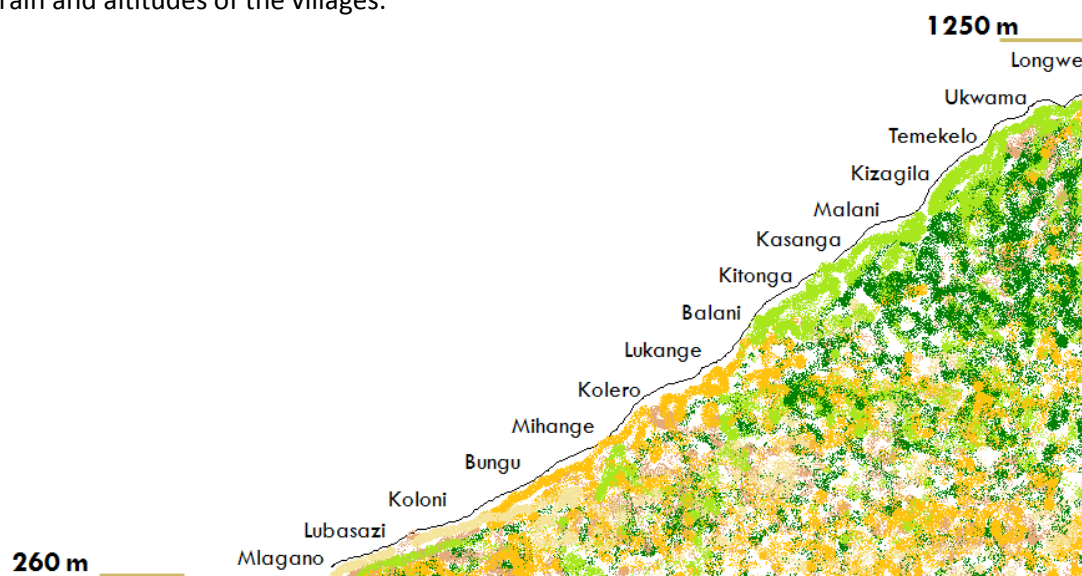 rain and altitudes of the villages.
1250 m
Longwe
Ukwama
Temekelo
Kizagila
Malani
Kasanga
Kitonga
Balani
Lukange
Kolero
Mihange
Bungu
Koloni
Lubasazi
Mlagano
260 m